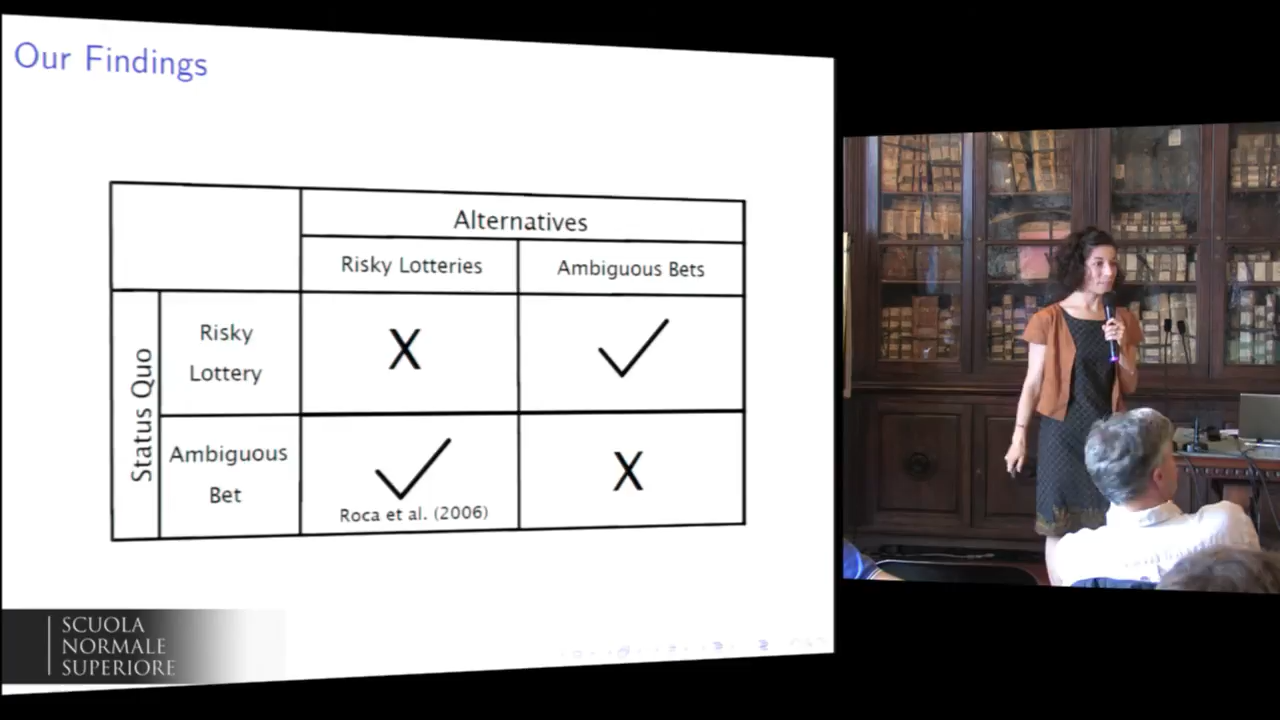 Our Findings
Alternatives
Risky Lotteries
Ambiguous Bets
Status Quo
Risky
Lottery
X
Ambiguous
Bet
X
Roca et al. (2006)
SCUOLA
NORMALE
SUPERIORE